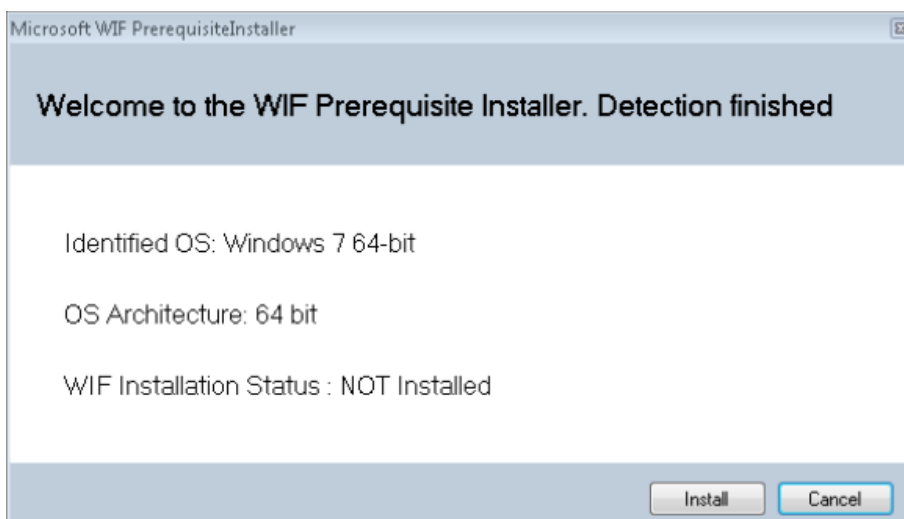 Microsoft WIF PrerequisiteInstaller
Welcome to the WIF Prerequisite Installer. Detection finished
Identified OS: Windows 7 64-bit
OS Architecture: 64 bit
WIF Installation Status : NOT Installed
Install Cancel